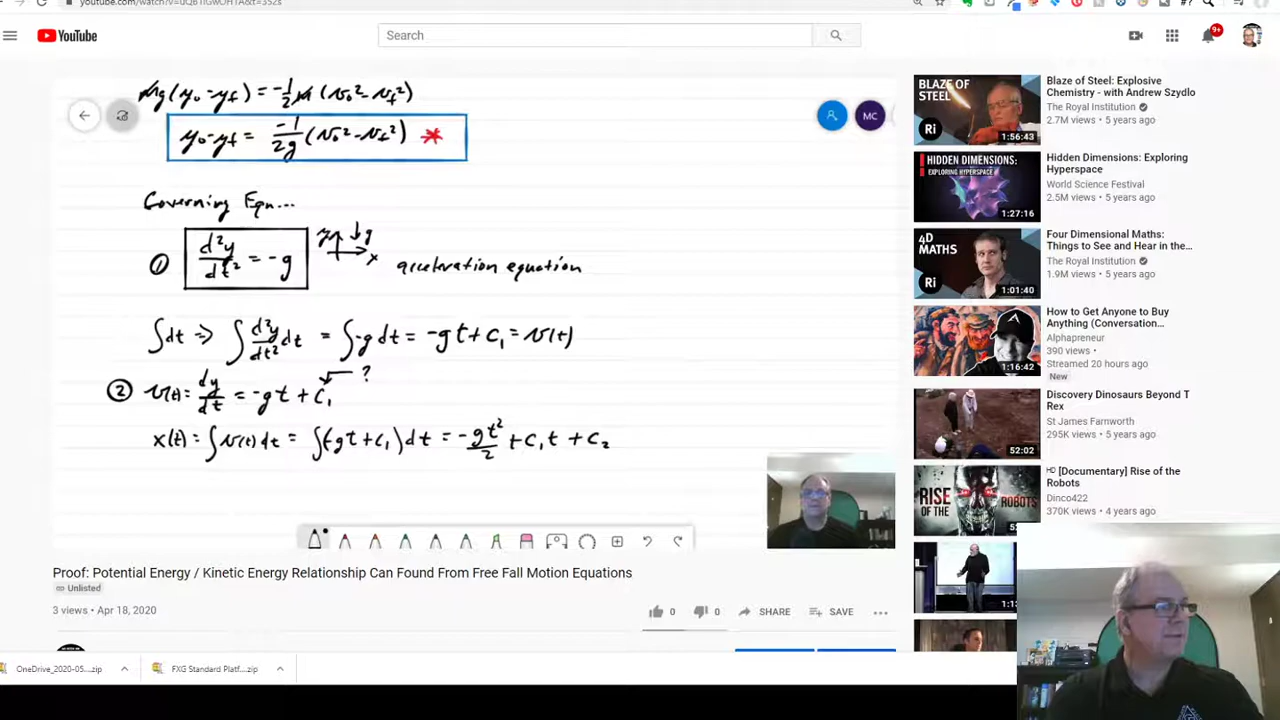 youtube.com/watch?v=uQBTIGwOHTA&t=352s
YouTube
Search
9+
mg(y₀-y_f) = -1/2 m (v₀² - v_f²)
y₀-y_f = -1/2g (v₀² - v_f²) *
MC
Governing Eqn...
① d²y/dt² = -g
y g x
accelration equation
∫dt ⇒ ∫ d²y/dt² dt = ∫-g dt = -gt + C₁ = v(t)
?
② v(t) = dy/dt = -gt + C₁
x(t) = ∫v(t) dt = ∫(-gt + C₁) dt = -gt²/2 + C₁t + C₂
Proof: Potential Energy / Kinetic Energy Relationship Can Found From Free Fall Motion Equations
Unlisted
3 views • Apr 18, 2020
0
0
SHARE
SAVE
BLAZE OF STEEL
Ri
1:56:43
Blaze of Steel: Explosive
Chemistry - with Andrew Szydlo
The Royal Institution
2.7M views • 5 years ago
HIDDEN DIMENSIONS:
EXPLORING HYPERSPACE
1:27:16
Hidden Dimensions: Exploring
Hyperspace
World Science Festival
2.5M views • 5 years ago
4D
MATHS
Ri
1:01:40
Four Dimensional Maths:
Things to See and Hear in the...
The Royal Institution
1.5M views • 5 years ago
1:16:42
How to Get Anyone to Buy
Anything (Conversation...
Alphapreneur
390 views •
Streamed 20 hours ago
New
52:02
Discovery Dinosaurs Beyond T
Rex
St James Farnworth
295K views • 5 years ago
RISE
OF THE ROBOTS
HD [Documentary] Rise of the
Robots
Dinco422
370K views • 4 years ago
OneDrive_2020-05....zip
FXG Standard Platf....zip